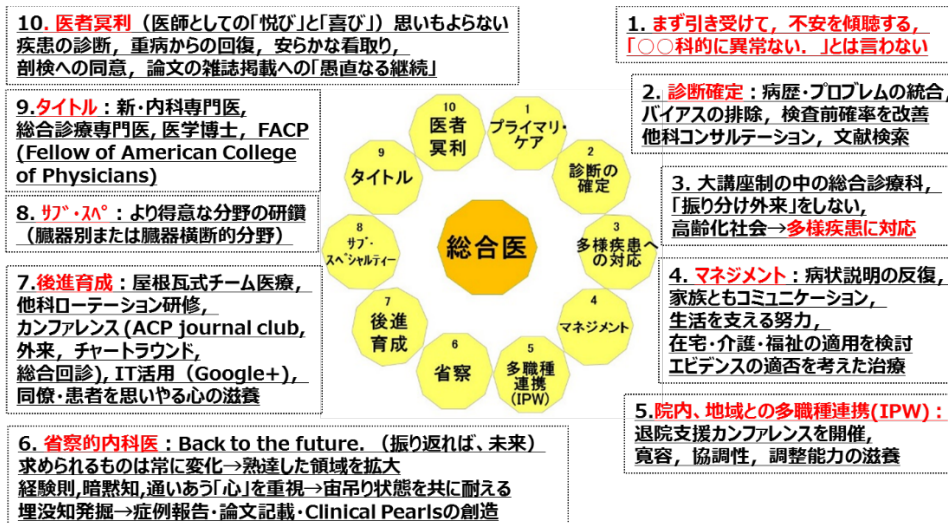 10. 医者冥利（医師としての「悦び」と「喜び」）思いもよらない
疾患の診断，重病からの回復，安らかな看取り，
剖検への同意，論文の雑誌掲載への「愚直なる継続」
9.タイトル：新・内科専門医，
総合診療専門医, 医学博士， FACP
(Fellow of American College
of Physicians)
8. ｻﾌﾞ･ｽﾍﾟ：より得意な分野の研鑽
（臓器別または臓器横断的分野）
7.後進育成：屋根瓦式チーム医療，
他科ローテーション研修，
カンファレンス(ACP journal club,
外来， チャートラウンド，
総合回診), IT活用（Google+），
同僚・患者を思いやる心の滋養
6. 省察的内科医：Back to the future. （振り返れば、未来）
求められるものは常に変化→熟達した領域を拡大
経験則,暗黙知,通いあう「心」を重視→宙吊り状態を共に耐える
埋没知発掘→症例報告・論文記載・Clinical Pearlsの創造
総合医
1
プライマリ・
ケア
2
診断の
確定
3
多様疾患へ
の対応
4
マネジメント
5
多職種
連携
(IPW)
6
省察
7
後進
育成
8
サブ・
スペシャルティー
9
タイトル
10
医者
冥利
1. まず引き受けて，不安を傾聴する，
「○○科的に異常ない．」とは言わない
2. 診断確定：病歴・プロブレムの統合，
バイアスの排除，検査前確率を改善
他科コンサルテーション，文献検索
3. 大講座制の中の総合診療科，
「振り分け外来」をしない，
高齢化社会→多様疾患に対応
4. マネジメント：病状説明の反復，
家族ともコミュニケーション，
生活を支える努力，
在宅・介護・福祉の適用を検討
エビデンスの適否を考えた治療
5.院内、地域との多職種連携(IPW)：
退院支援カンファレンスを開催，
寛容，協調性，調整能力の滋養